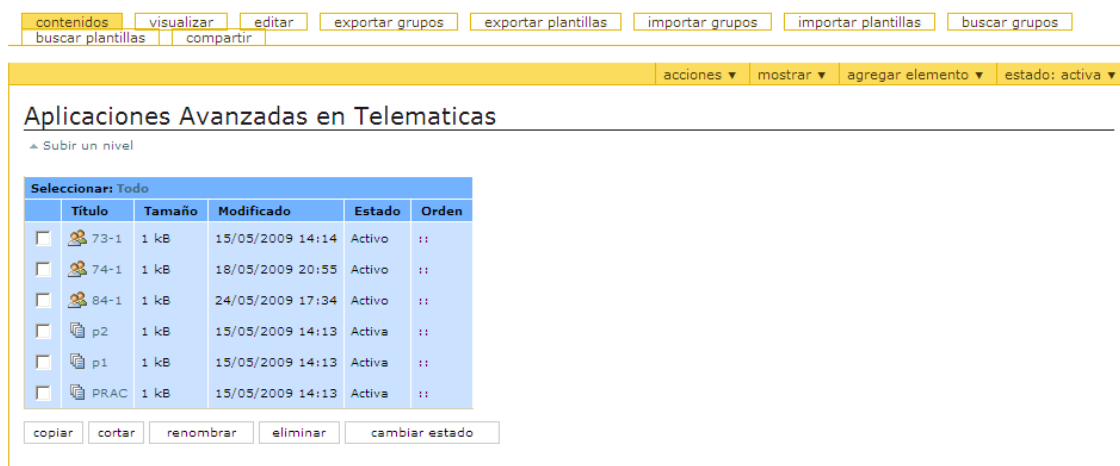 contenidos visualizar editar exportar grupos exportar plantillas importar grupos importar plantillas buscar grupos
buscar plantillas compartir
acciones ▼ mostrar ▼ agregar elemento ▼ estado: activa ▼
Aplicaciones Avanzadas en Telematicas
Subir un nivel
Seleccionar: Todo
Título Tamaño Modificado Estado Orden
73-1 1 kB 15/05/2009 14:14 Activo ::
74-1 1 kB 18/05/2009 20:55 Activo ::
84-1 1 kB 24/05/2009 17:34 Activo ::
p2 1 kB 15/05/2009 14:13 Activa ::
p1 1 kB 15/05/2009 14:13 Activa ::
PRAC 1 kB 15/05/2009 14:13 Activa ::
copiar cortar renombrar eliminar cambiar estado